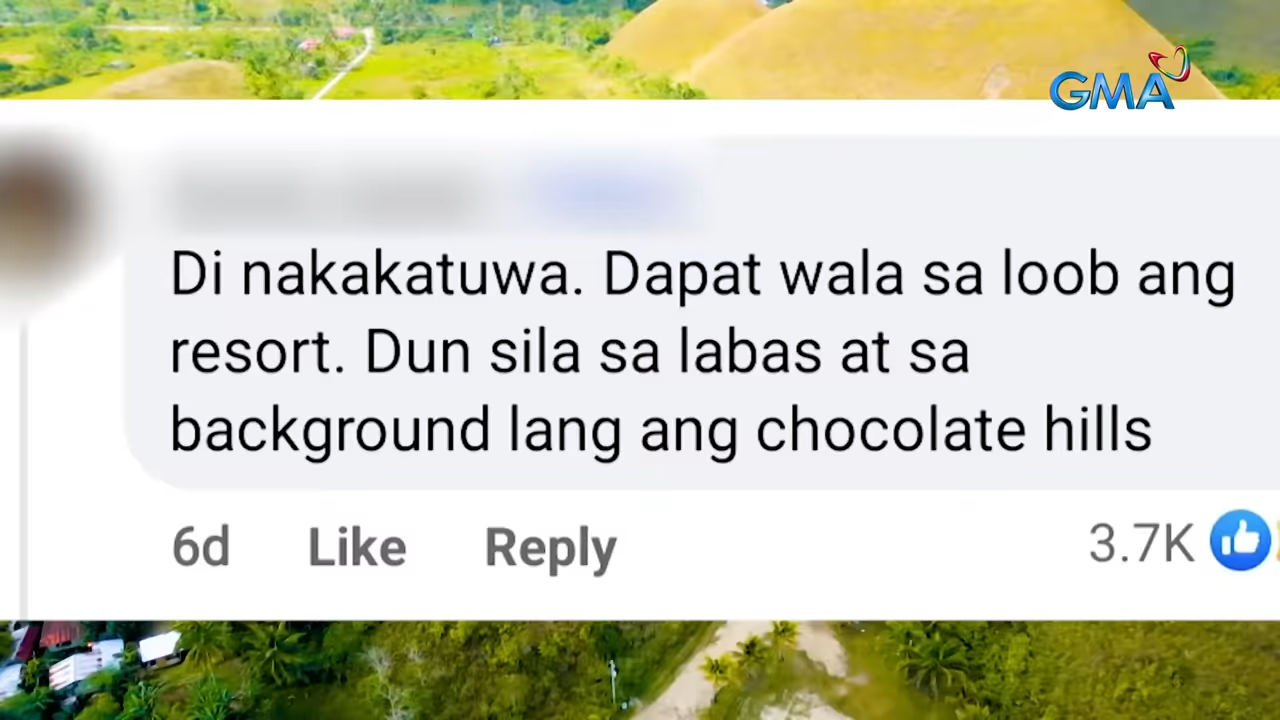 GMA
Di nakakatuwa. Dapat wala sa loob ang
resort. Dun sila sa labas at sa
background lang ang chocolate hills
6d Like Reply 3.7K